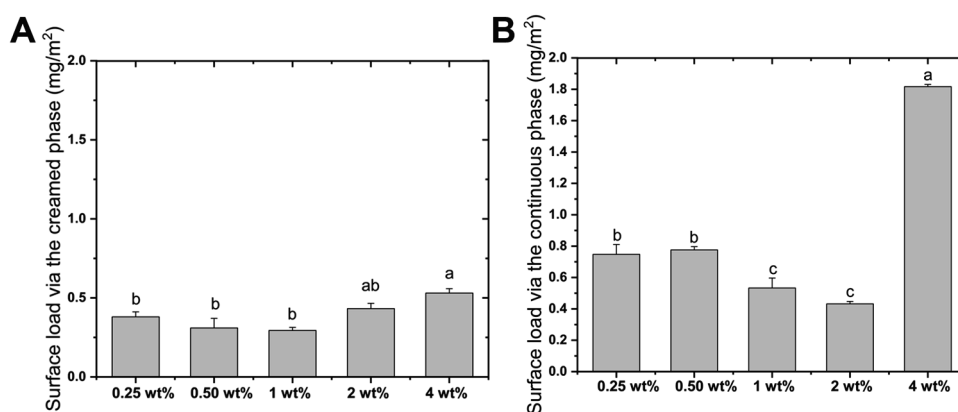 A
Surface load via the creamed phase (mg/m²)
2.0
1.5
1.0
0.5
0.0
b
b
b
ab
a
0.25 wt%
0.50 wt%
1 wt%
2 wt%
4 wt%
B
Surface load via the continuous phase (mg/m²)
2.0
1.8
1.6
1.4
1.2
1.0
0.8
0.6
0.4
0.2
0.0
b
b
c
c
a
0.25 wt%
0.50 wt%
1 wt%
2 wt%
4 wt%